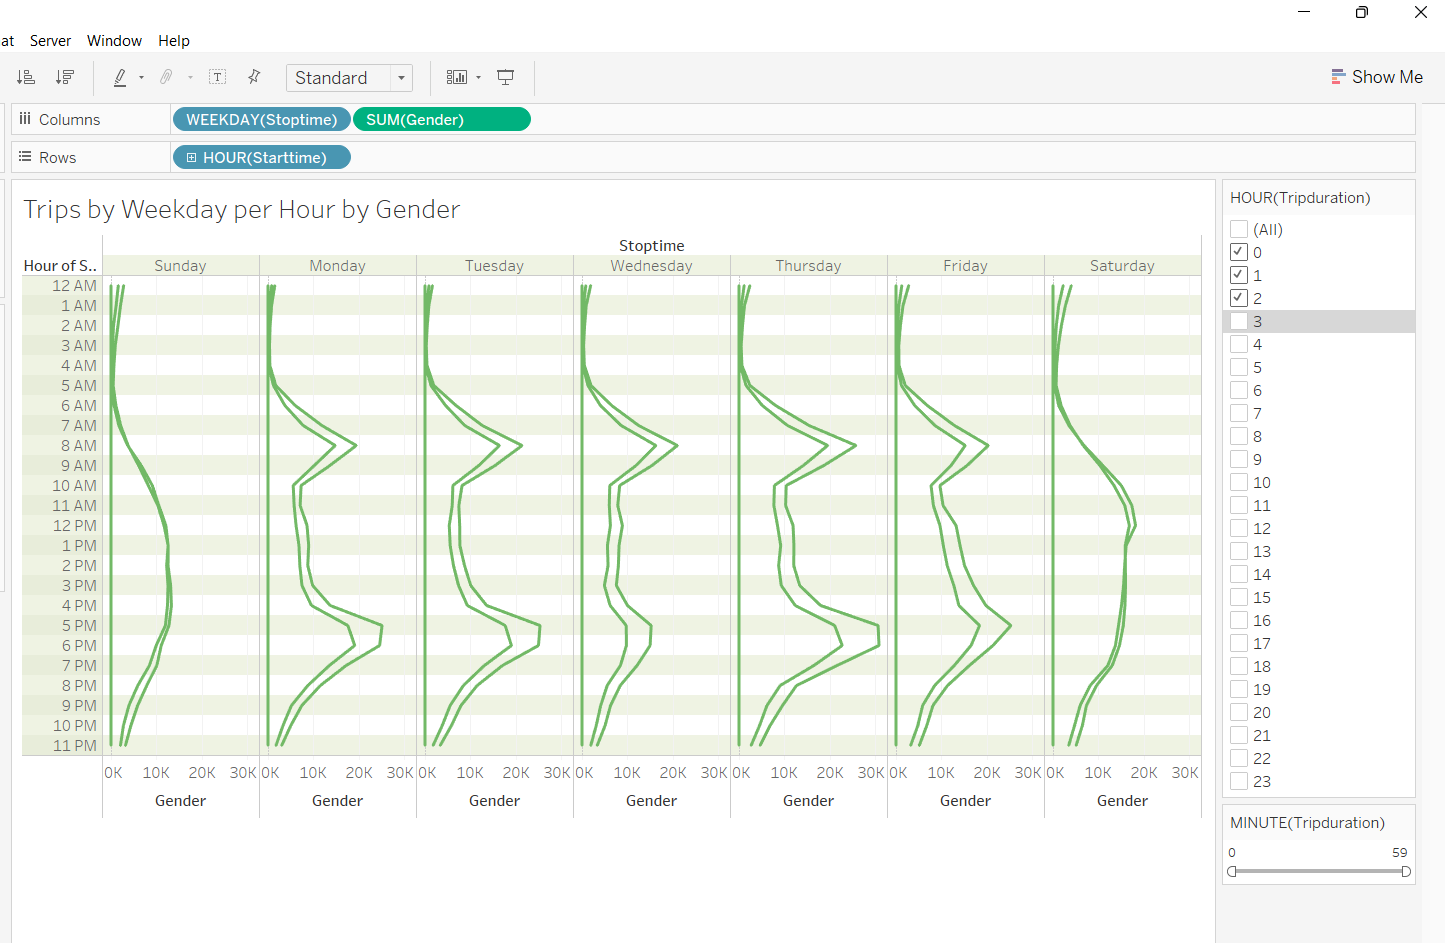 at Server Window Help
Standard
Show Me
Columns WEEKDAY(Stoptime) SUM(Gender)
Rows HOUR(Starttime)
Trips by Weekday per Hour by Gender
Stoptime
Hour of S.. Sunday Monday Tuesday Wednesday Thursday Friday Saturday
12 AM
1 AM
2 AM
3 AM
4 AM
5 AM
6 AM
7 AM
8 AM
9 AM
10 AM
11 AM
12 PM
1 PM
2 PM
3 PM
4 PM
5 PM
6 PM
7 PM
8 PM
9 PM
10 PM
11 PM
0K 10K 20K 30K 0K 10K 20K 30K 0K 10K 20K 30K 0K 10K 20K 30K 0K 10K 20K 30K 0K 10K 20K 30K 0K 10K 20K 30K
Gender Gender Gender Gender Gender Gender Gender
HOUR(Tripduration)
(All)
0
1
2
3
4
5
6
7
8
9
10
11
12
13
14
15
16
17
18
19
20
21
22
23
MINUTE(Tripduration)
0 59